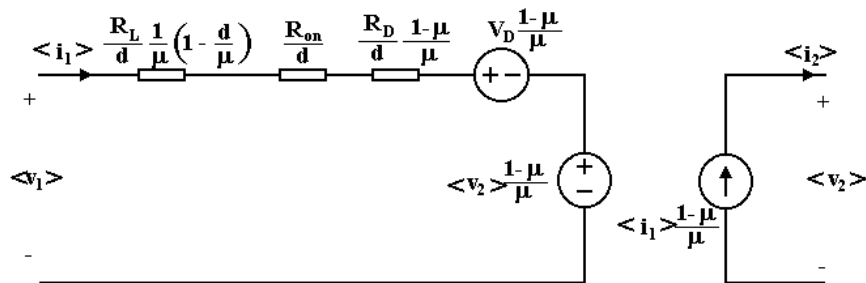 <i₁> R_L/d 1/μ (1 - d/μ) R_on/d R_D/d 1-μ/μ V_D 1-μ/μ <i₂>
+ + - +
<v₁> <v₂> 1-μ/μ + - <v₂>
<i₁> 1-μ/μ
- -